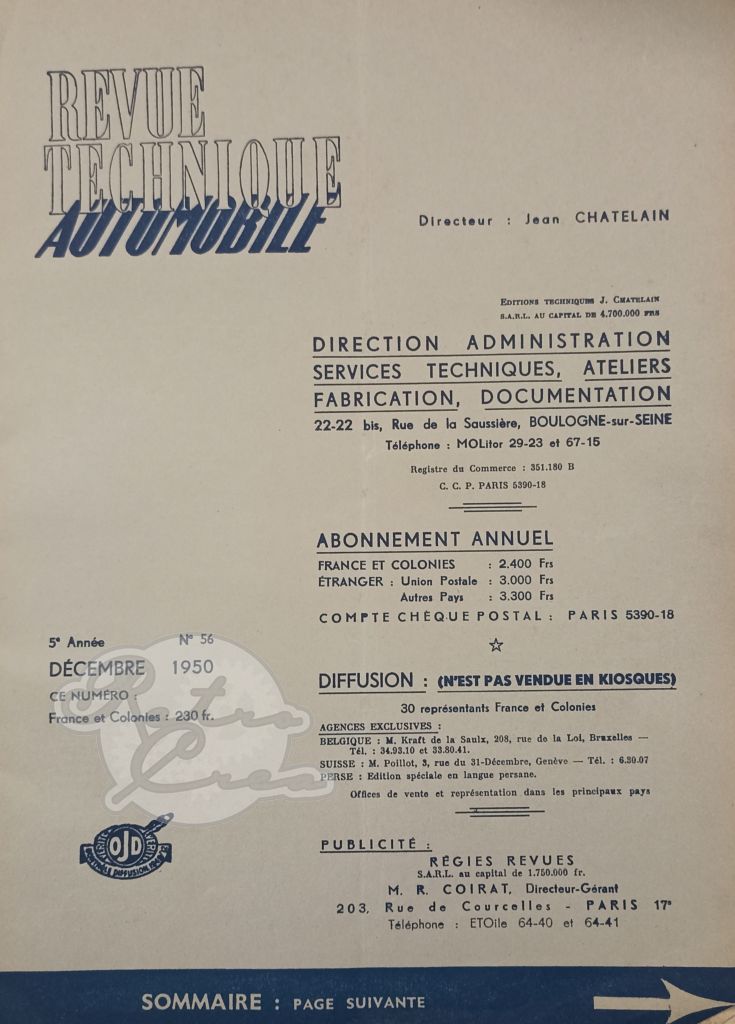 REVUE
TECHNIQUE
AUTOMOBILE
Directeur : Jean CHATELAIN
EDITIONS TECHNIQUES J. CHATELAIN
S.A.R.L. AU CAPITAL DE 4.700.000 FRS
DIRECTION ADMINISTRATION
SERVICES TECHNIQUES, ATELIERS
FABRICATION, DOCUMENTATION
22-22 bis, Rue de la Saussière, BOULOGNE-sur-SEINE
Téléphone : MOLitor 29-23 et 67-15
Registre du Commerce : 351.180 B
C. C. P. PARIS 5390-18
ABONNEMENT ANNUEL
FRANCE ET COLONIES : 2.400 Frs
ÉTRANGER : Union Postale : 3.000 Frs
Autres Pays : 3.300 Frs
COMPTE CHÈQUE POSTAL : PARIS 5390-18
5e Année N° 56
DÉCEMBRE 1950
CE NUMÉRO :
France et Colonies : 230 fr.
Retro Crea
OJD
DIFFUSION : (N'EST PAS VENDUE EN KIOSQUES)
30 représentants France et Colonies
AGENCES EXCLUSIVES :
BELGIQUE : M. Kraft de la Saulx, 208, rue de la Loi, Bruxelles —
Tél. : 34.93.10 et 33.80.41.
SUISSE : M. Poillot, 3, rue du 31-Décembre, Genève — Tél. : 6.30.07
PERSE : Edition spéciale en langue persane.
Offices de vente et représentation dans les principaux pays
PUBLICITÉ :
RÉGIES REVUES
S.A.R.L. au capital de 1.750.000 fr.
M. R. COIRAT, Directeur-Gérant
203, Rue de Courcelles - PARIS 17e
Téléphone : ETOile 64-40 et 64-41
SOMMAIRE : PAGE SUIVANTE